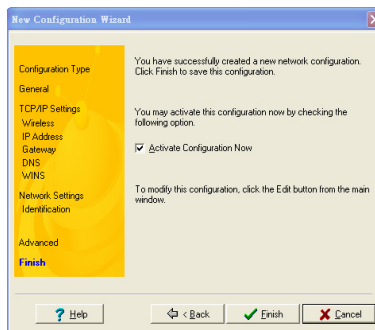 New Configuration Wizard
Configuration Type
General
TCP/IP Settings
Wireless
IP Address
Gateway
DNS
WINS
Network Settings
Identification
Advanced
Finish
You have successfully created a new network configuration.
Click Finish to save this configuration.
You may activate this configuration now by checking the
following option.
Activate Configuration Now
To modify this configuration, click the Edit button from the main
window.
Help
< Back
Finish
Cancel